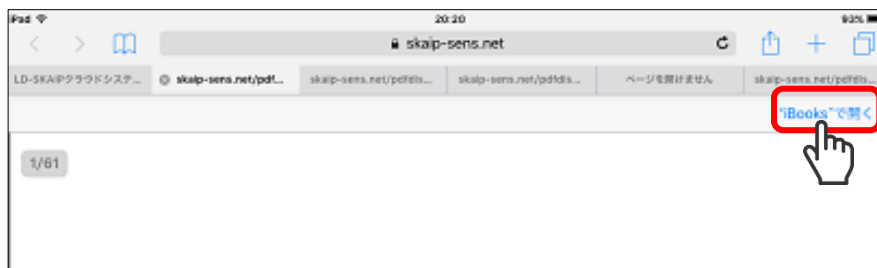 iPad 20:20 93%
skaip-sens.net
LD-SKAIPクラウドシステ... skaip-sens.net/pdf... skaip-sens.net/pdfdis... skaip-sens.net/pdfdis... ページを開けません skaip-sens.net/pdfdis...
"iBooks"で開く
1/61